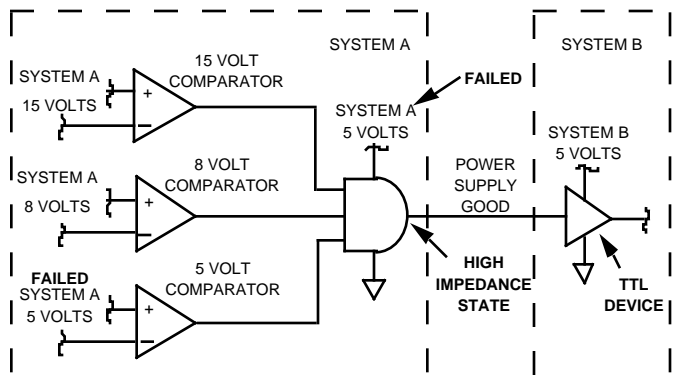 SYSTEM A
SYSTEM B
15 VOLT
COMPARATOR
SYSTEM A
15 VOLTS
+
−
FAILED
SYSTEM A
5 VOLTS
SYSTEM B
5 VOLTS
8 VOLT
COMPARATOR
SYSTEM A
8 VOLTS
+
−
POWER
SUPPLY
GOOD
HIGH
IMPEDANCE
STATE
TTL
DEVICE
5 VOLT
COMPARATOR
FAILED
SYSTEM A
5 VOLTS
+
−